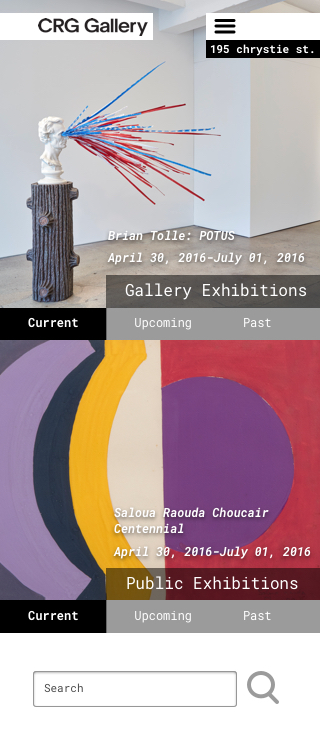 CRG Gallery
195 chrystie st.
Brian Tolle: POTUS
April 30, 2016-July 01, 2016
Gallery Exhibitions
Current Upcoming Past
Saloua Raouda Choucair
Centennial
April 30, 2016-July 01, 2016
Public Exhibitions
Current Upcoming Past
Search